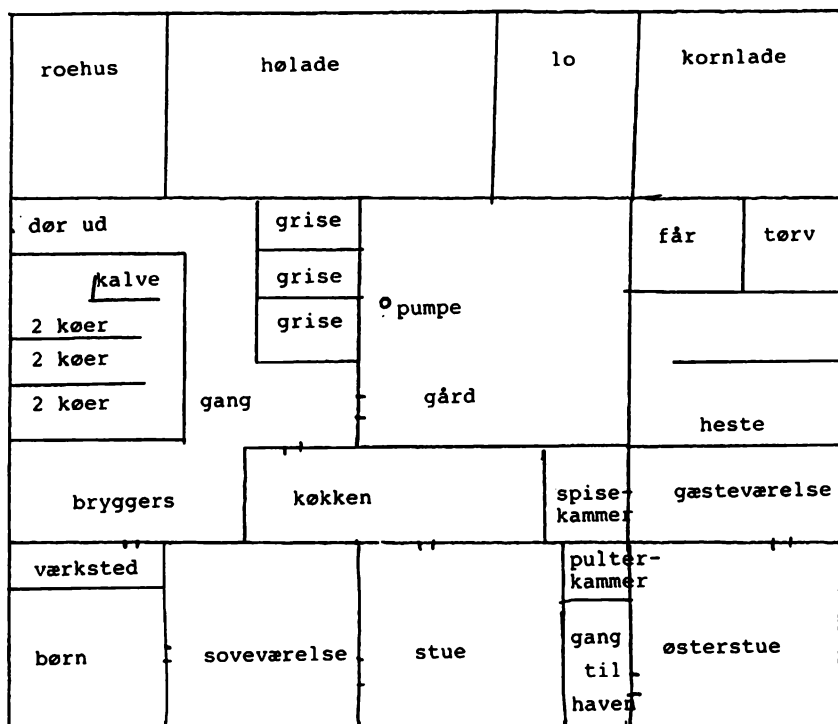 roehus
hølade
lo
kornlade
dør ud
grise
får
tørv
kalve
grise
2 køer
grise
pumpe
2 køer
2 køer
gang
gård
heste
bryggers
køkken
spise-
kammer
gæsteværelse
værksted
pulter-
kammer
børn
soveværelse
stue
gang
til
haven
østerstue